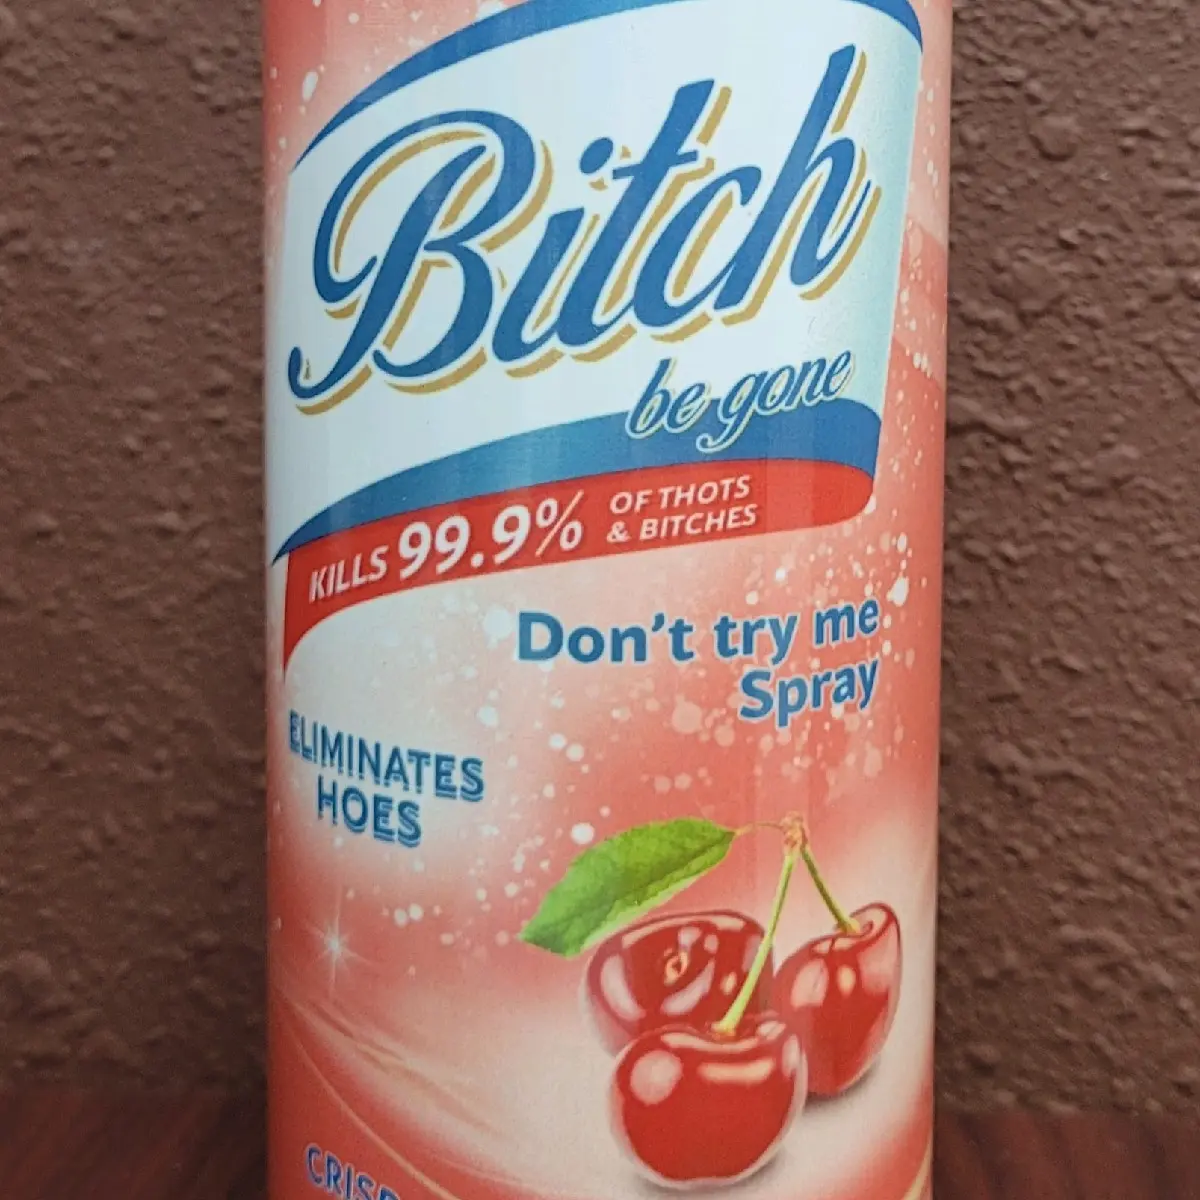 Bitch
be gone
KILLS 99.9% OF THOTS
& BITCHES
Don't try me
Spray
ELIMINATES
HOES